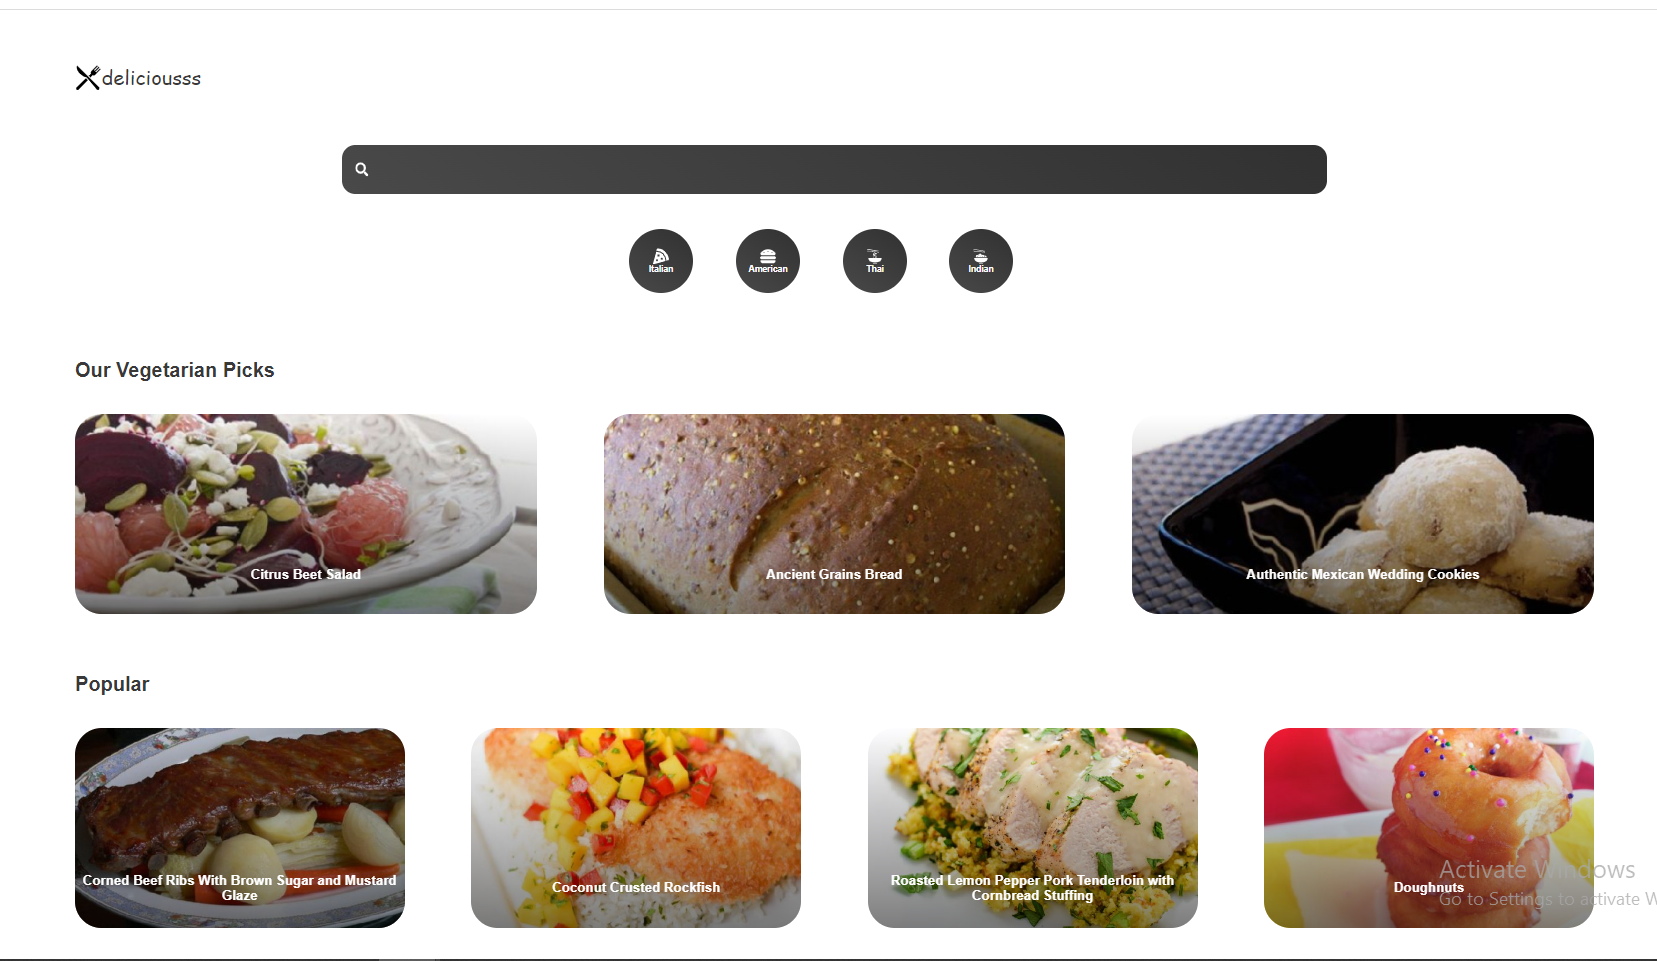 deliciousss
Italian
American
Thai
Indian
Our Vegetarian Picks
Citrus Beet Salad
Ancient Grains Bread
Authentic Mexican Wedding Cookies
Popular
Corned Beef Ribs With Brown Sugar and Mustard
Glaze
Coconut Crusted Rockfish
Roasted Lemon Pepper Pork Tenderloin with
Cornbread Stuffing
Doughnuts
Activate Windows
Go to Settings to activate W